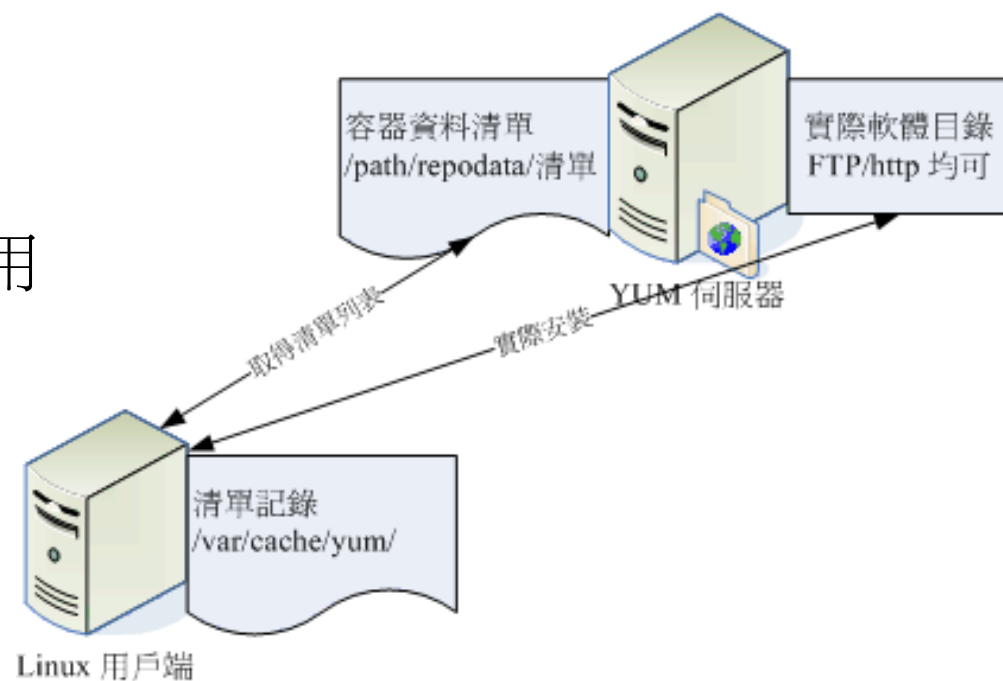 容器資料清單
/path/repodata/清單
實際軟體目錄
FTP/http 均可
用
YUM 伺服器
取得清單列表
實際安裝
清單記錄
/var/cache/yum/
Linux 用戶端